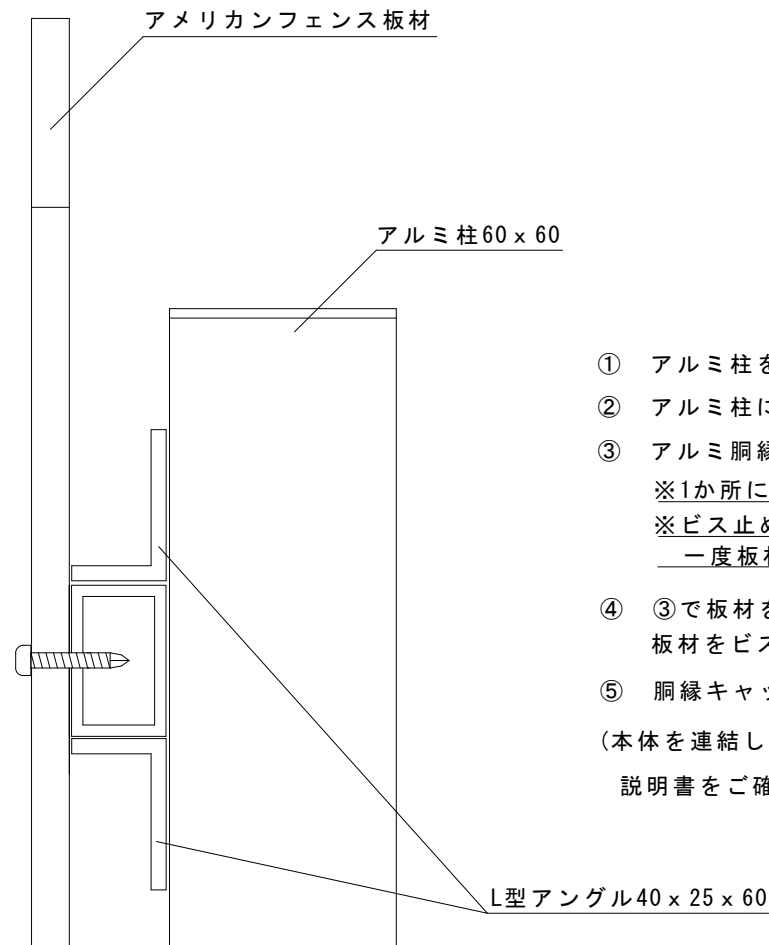 アメリカンフェンス板材
アルミ柱60x60
① アルミ柱を
② アルミ柱に
③ アルミ胴縁
※1か所に
※ビス止め
一度板
④ ③で板材を
板材をビス
⑤ 胴縁キャッ
(本体を連結し
説明書をご確
L型アングル40x25x60